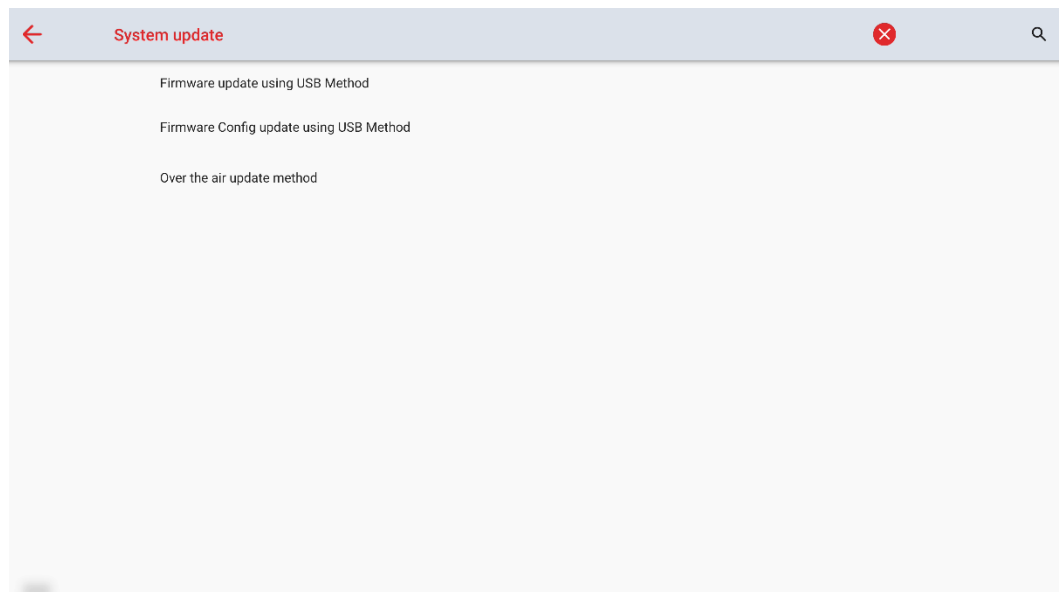 System update
Firmware update using USB Method
Firmware Config update using USB Method
Over the air update method